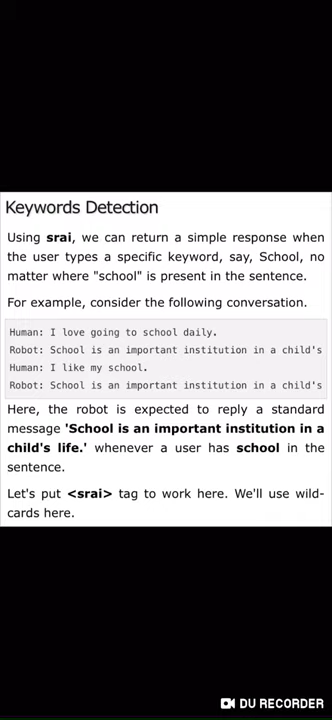 Keywords Detection
Using srai, we can return a simple response when
the user types a specific keyword, say, School, no
matter where "school" is present in the sentence.
For example, consider the following conversation.
Human: I love going to school daily.
Robot: School is an important institution in a child's
Human: I like my school.
Robot: School is an important institution in a child's
Here, the robot is expected to reply a standard
message 'School is an important institution in a
child's life.' whenever a user has school in the
sentence.
Let's put <srai> tag to work here. We'll use wild-
cards here.
DU RECORDER